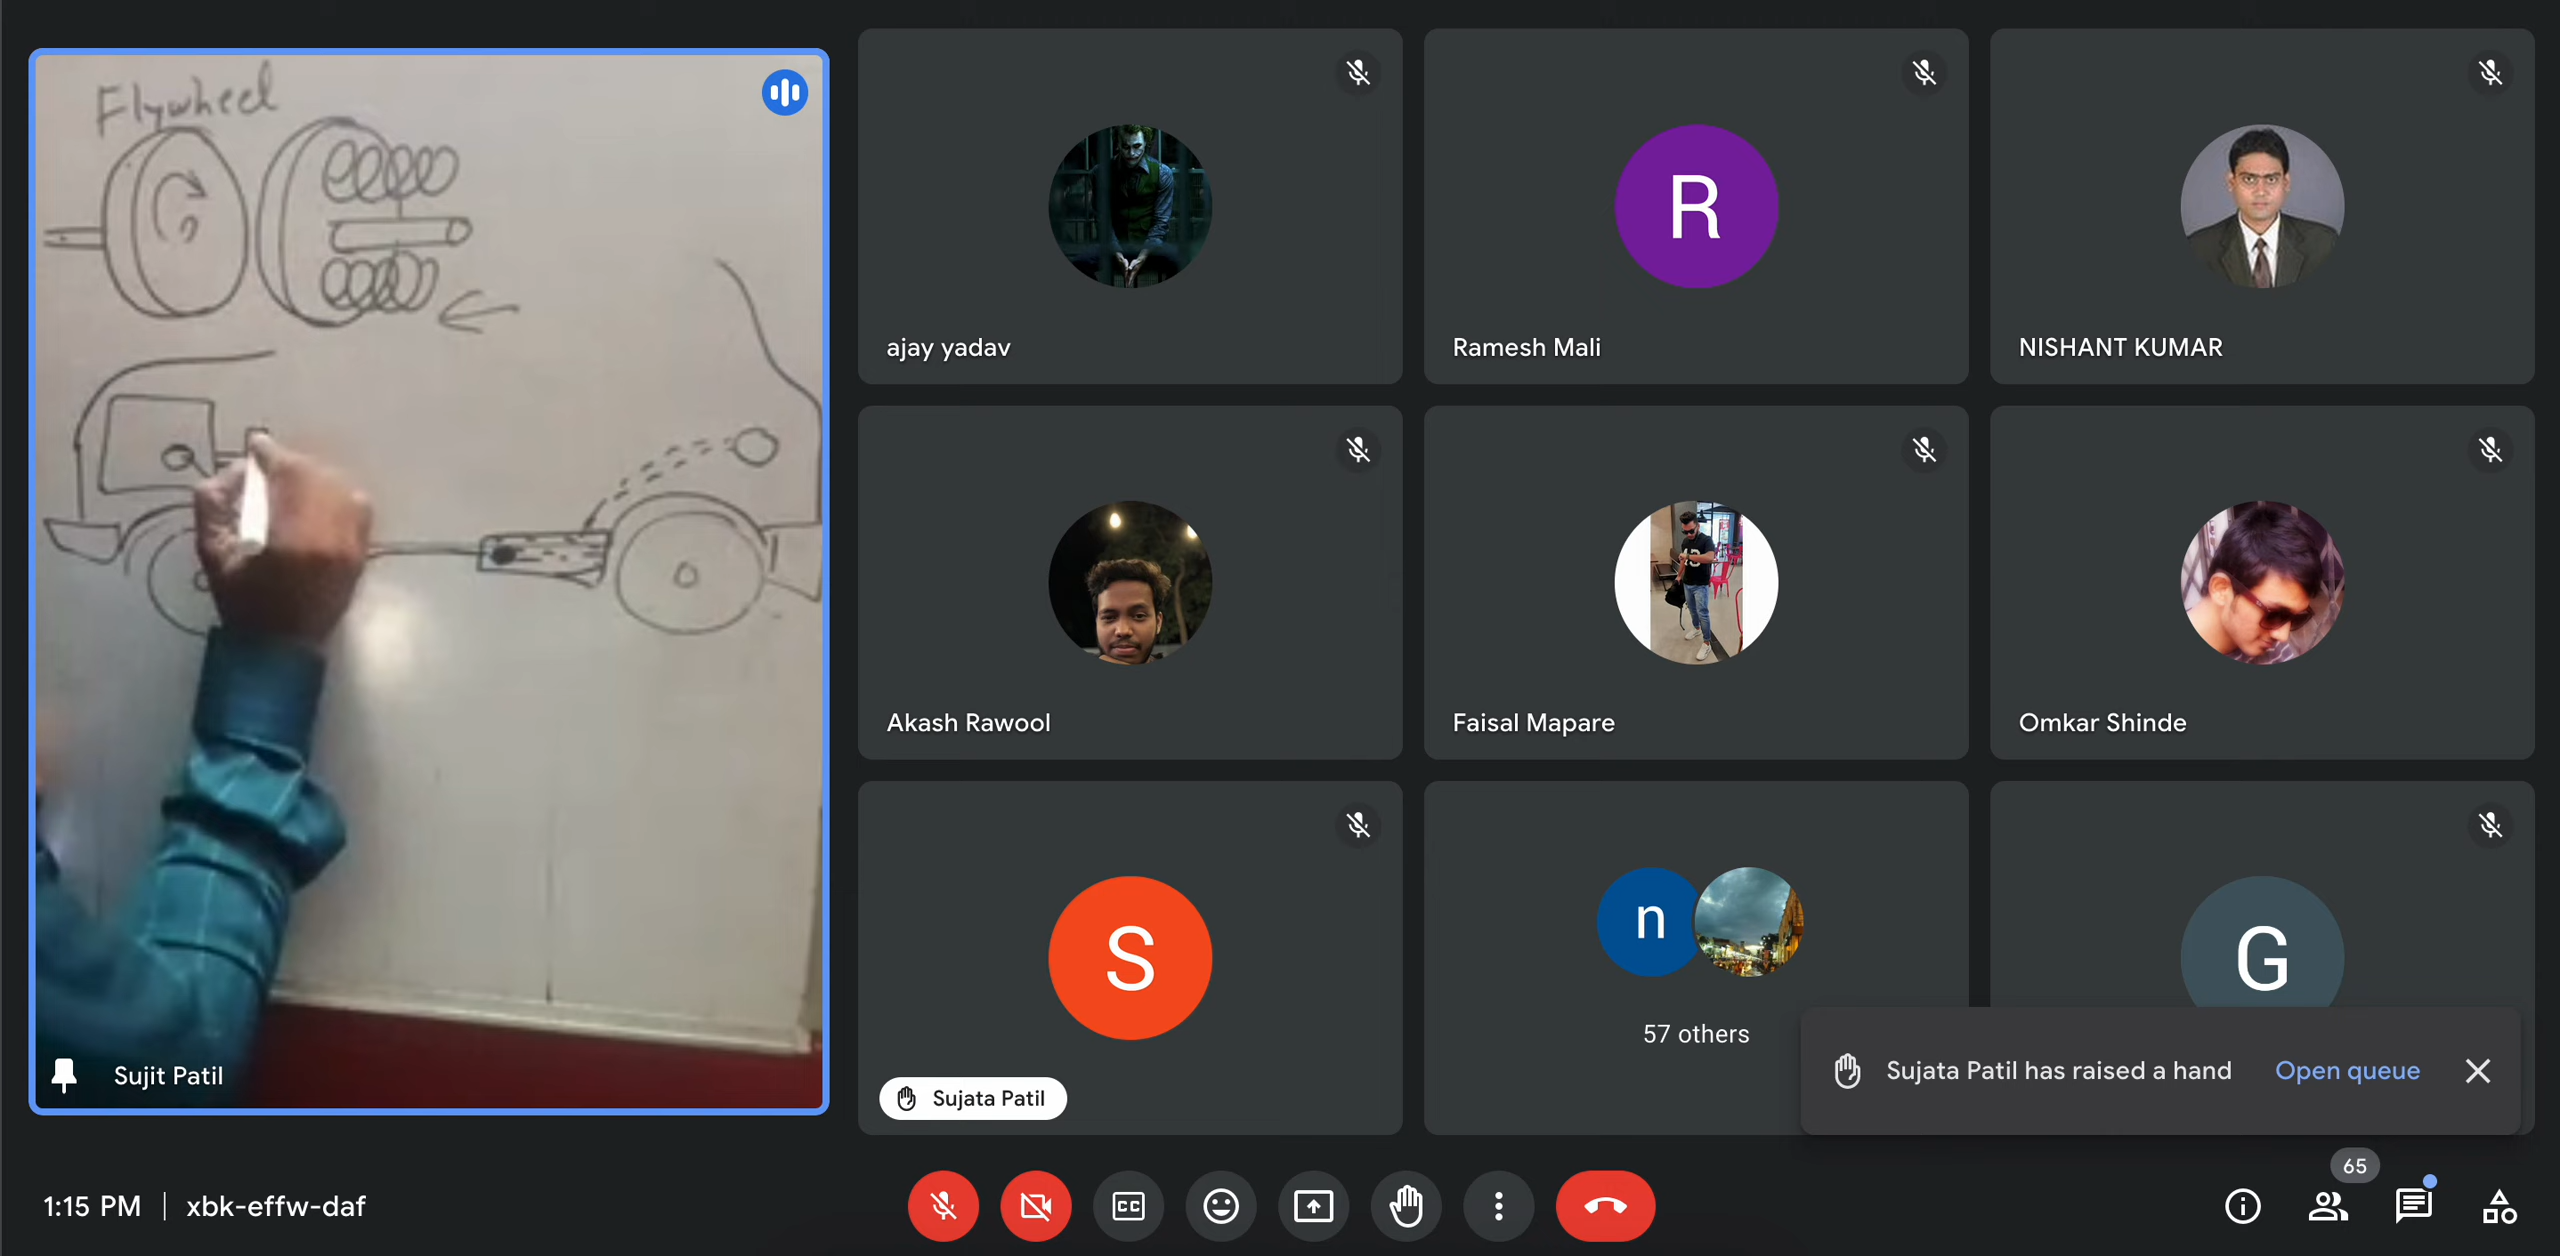 Flywheel
Sujit Patil
ajay yadav
R
Ramesh Mali
NISHANT KUMAR
Akash Rawool
Faisal Mapare
Omkar Shinde
S
Sujata Patil
n
57 others
G
Sujata Patil has raised a hand Open queue
1:15 PM | xbk-effw-daf
CC
65